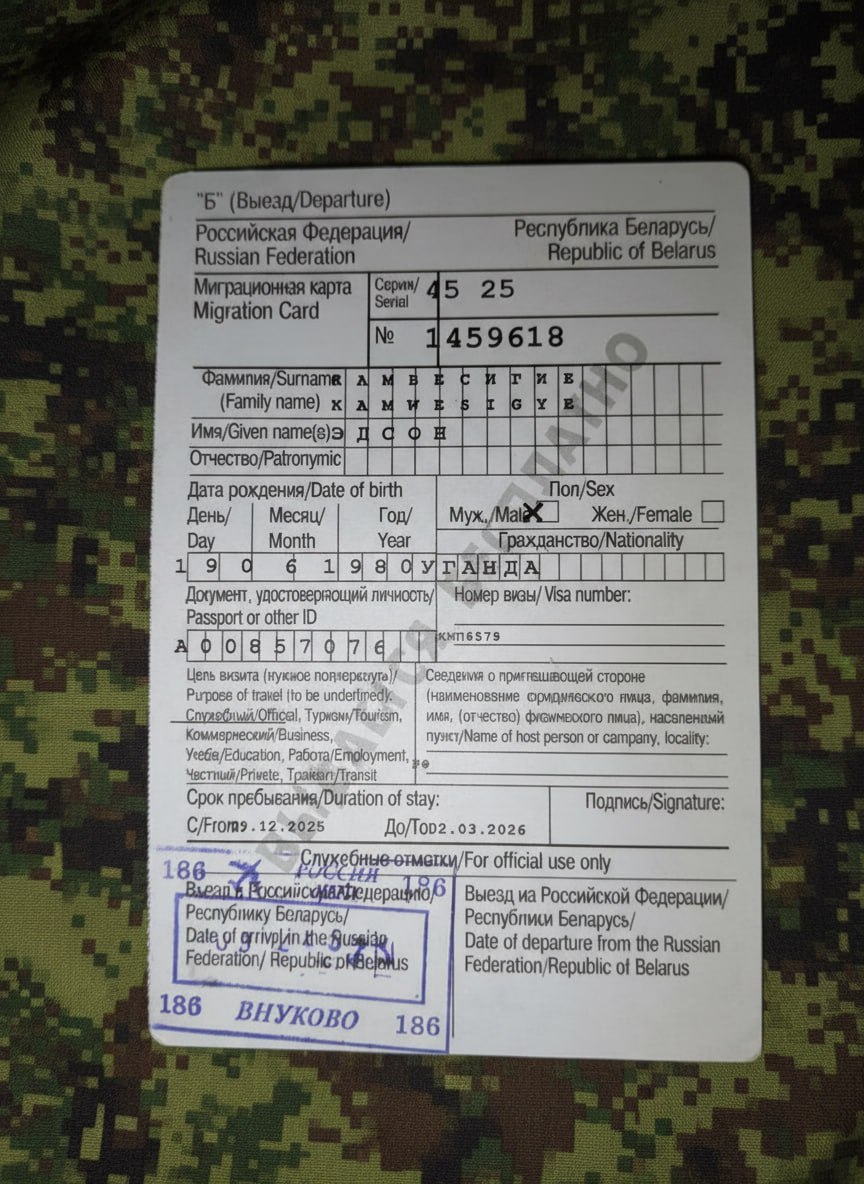 "Б" (Выезд/Departure)
Российская Федерация/ Республика Беларусь/
Russian Federation Republic of Belarus
Миграционная карта Серия/ 45 25
Migration Card Serial
№ 1459618
Фамилия/Surname К А М В Е С И Г И Е
(Family name) K A M W E S I G Y E
Имя/Given name(s) Э Д С О Н
Отчество/Patronymic
Дата рождения/Date of birth Пол/Sex
День/ Месяц/ Год/ Муж./Male X Жен./Female
Day Month Year Гражданство/Nationality
1 9 0 6 1 9 8 0 У Г А Н Д А
Документ, удостоверяющий личность/ Номер визы/Visa number:
Passport or other ID
А 0 0 8 5 7 0 7 6 КМП6579
Цель визита (нужное подчеркнуть)/ Сведения о приглашающей стороне
Purpose of travel (to be underlined): (наименование юридического лица, фамилия,
Служебный/Official, Туризм/Tourism, имя, (отчество) физического лица), населенный
Коммерческий/Business, пункт/Name of host person or campany, locality:
Учеба/Education, Работа/Employment,
Частный/Privete, Транзит/Transit
Срок пребывания/Duration of stay: Подпись/Signature:
С/From 09.12.2025 До/To 02.03.2026
Служебные отметки/For official use only
186 РОССИЯ 186
Въезд в Российскую Федерацию/ Выезд из Российской Федерации/
Республику Беларусь/ Республики Беларусь/
Date of arrival in the Russian Date of departure from the Russian
Federation/ Republic of Belarus Federation/Republic of Belarus
186 ВНУКОВО 186
ВЫДАЕТСЯ БЕСПЛАТНО